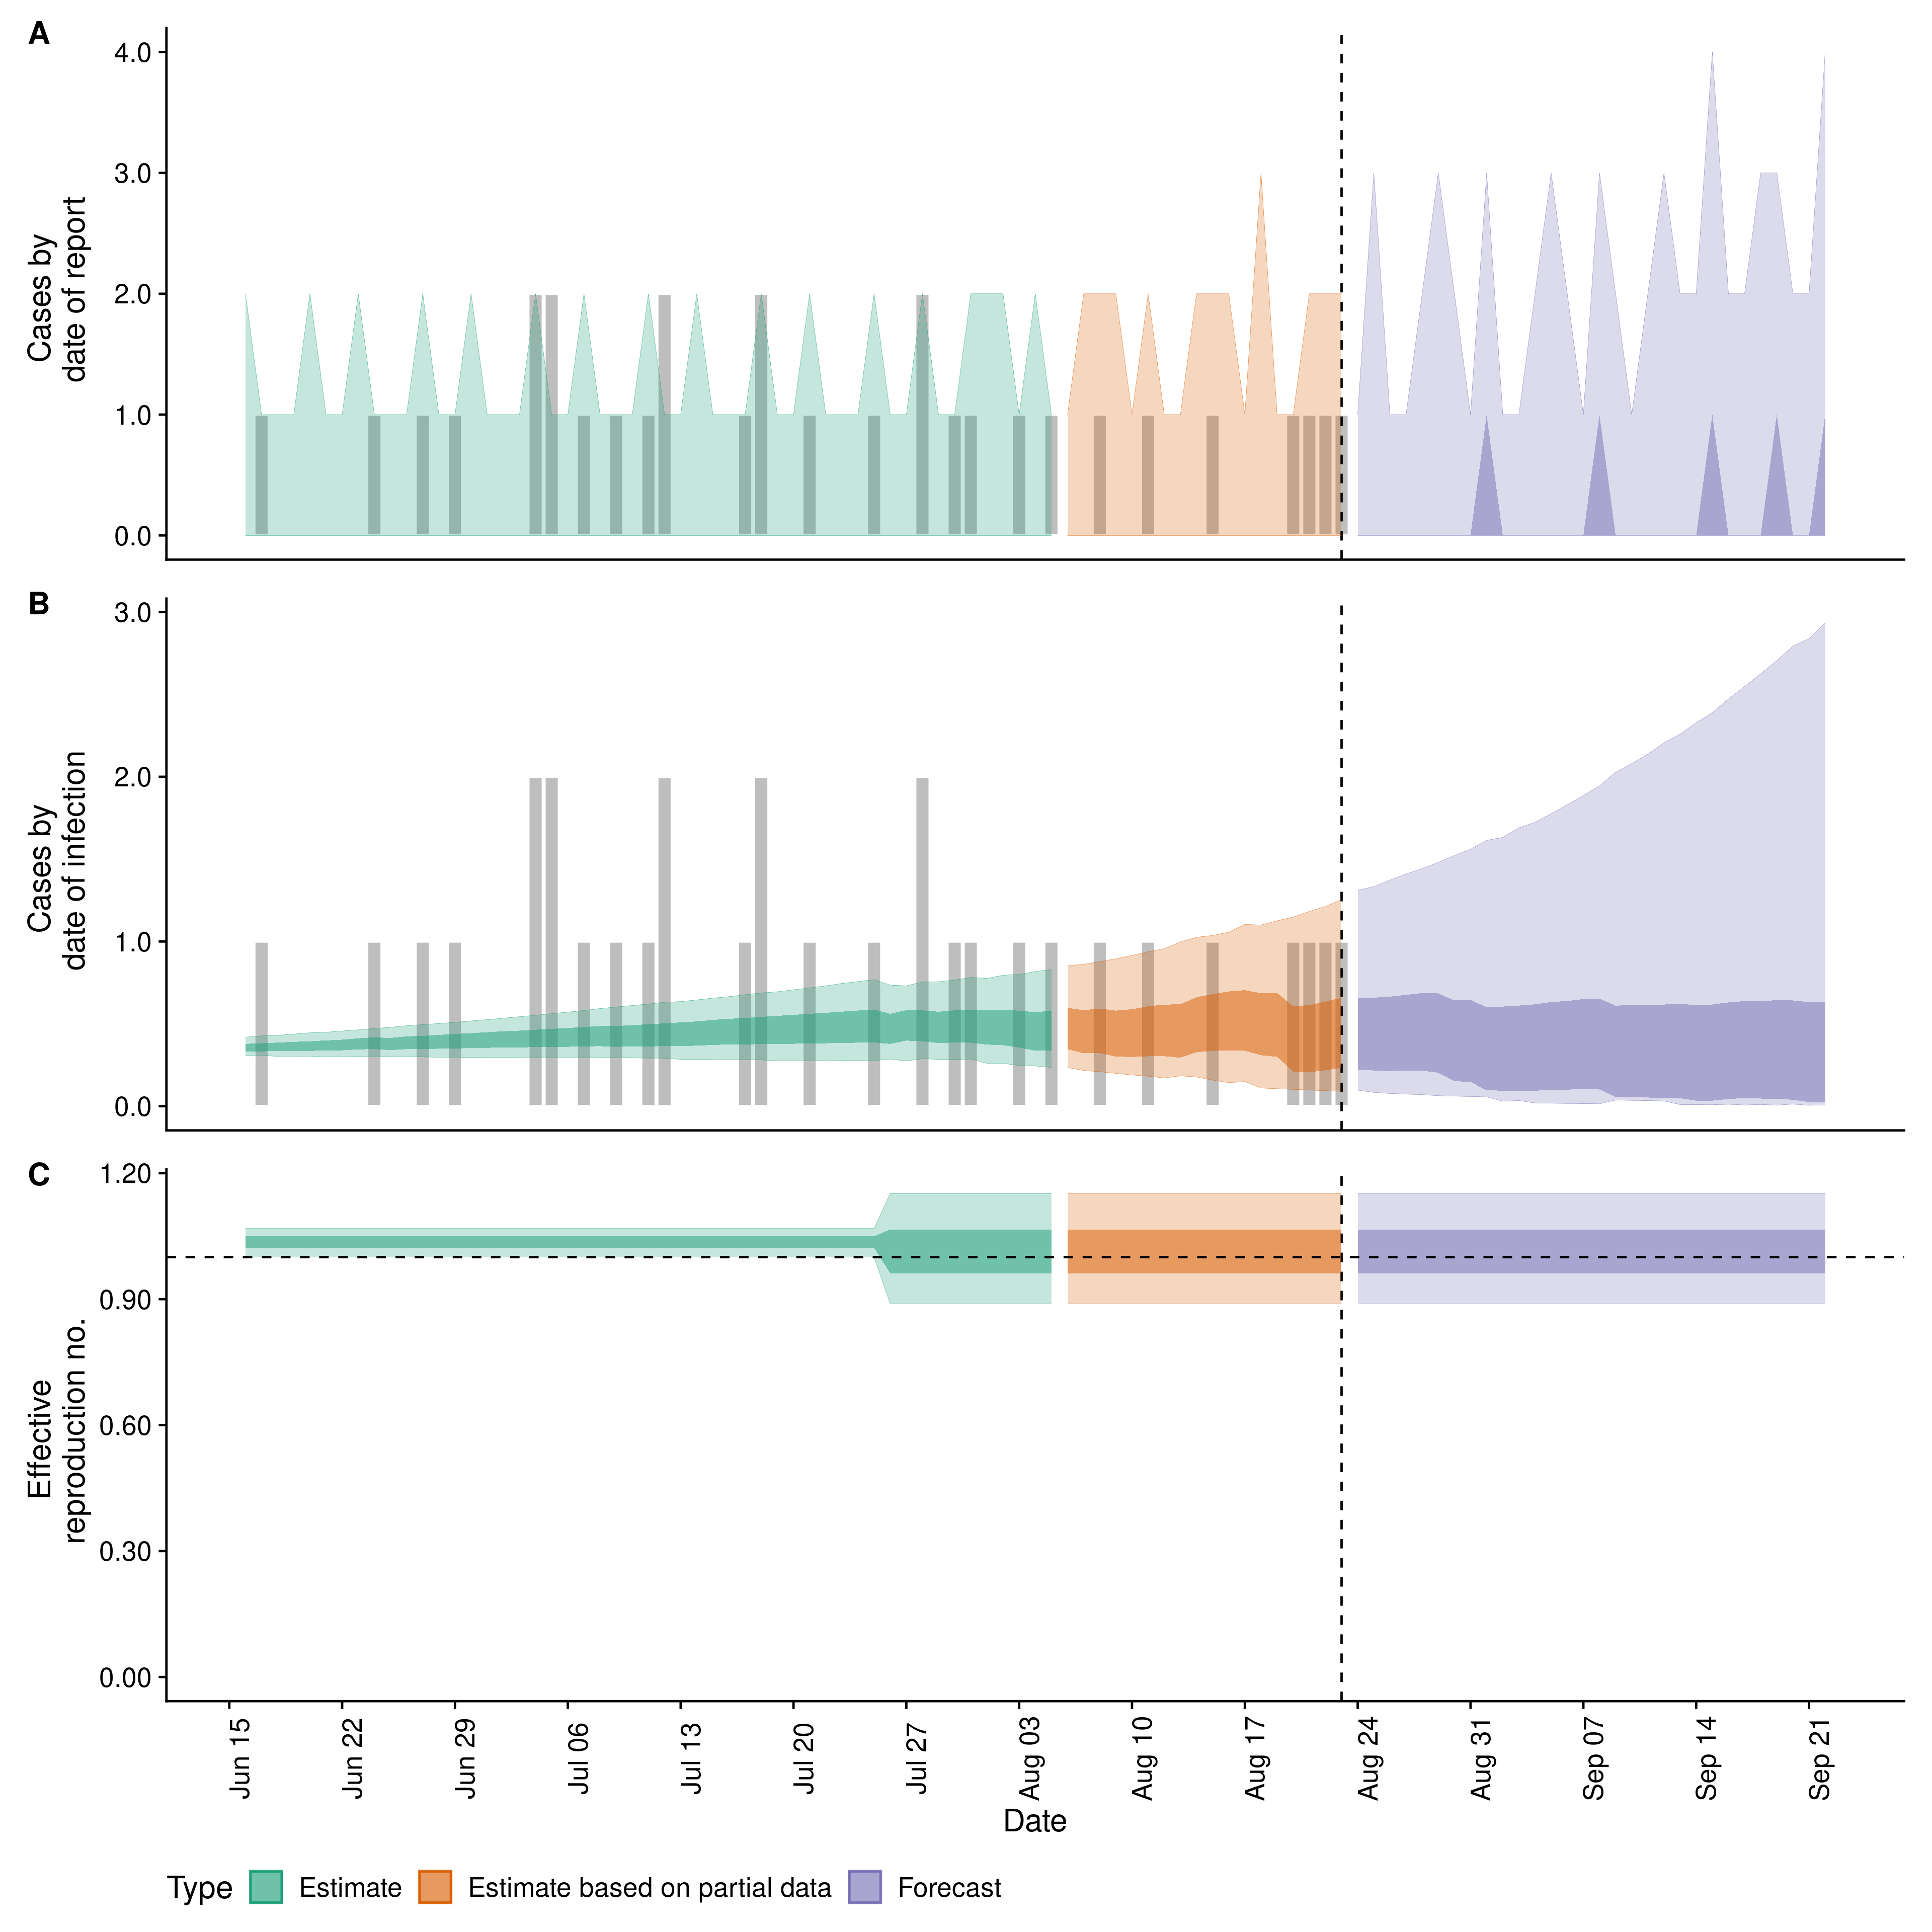 A
Cases by
date of report
4.0
3.0
2.0
1.0
0.0
B
Cases by
date of infection
3.0
2.0
1.0
0.0
C
Effective
reproduction no.
1.20
0.90
0.60
0.30
0.00
Jun 15
Jun 22
Jun 29
Jul 06
Jul 13
Jul 20
Jul 27
Aug 03
Aug 10
Aug 17
Aug 24
Aug 31
Sep 07
Sep 14
Sep 21
Date
Type Estimate Estimate based on partial data Forecast